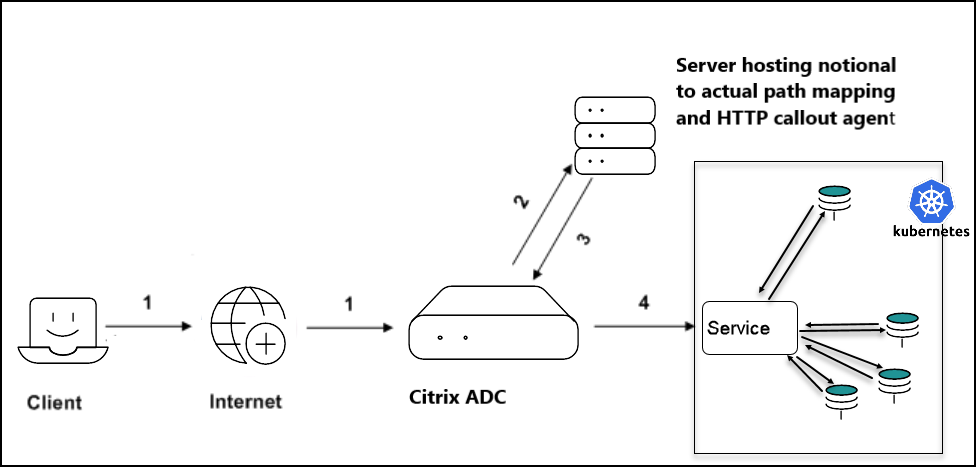 Server hosting notional
to actual path mapping
and HTTP callout agent
kubernetes
2
3
1
1
4
Service
Client
Internet
Citrix ADC